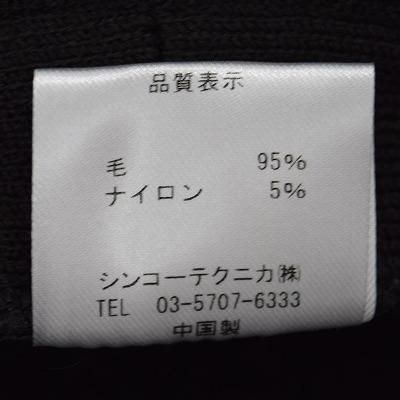 品質表示
毛 95%
ナイロン 5%
シンコーテクニカ㈱
TEL 03-5707-6333
中国製